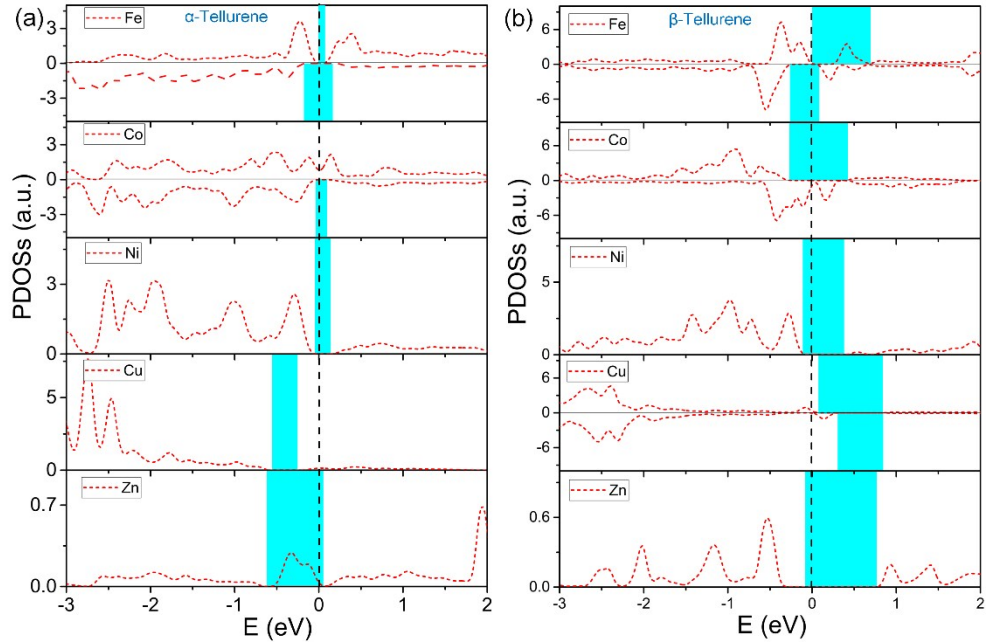 (a)
α-Tellurene
PDOSs (a.u.)
Fe
3
0
-3
Co
3
0
-3
Ni
3
0
Cu
5
0
Zn
0.7
0.0
-3 -2 -1 0 1 2
E (eV)
(b)
β-Tellurene
PDOSs (a.u.)
Fe
6
0
-6
Co
6
0
-6
Ni
5
0
Cu
6
0
-6
Zn
0.6
0.0
-3 -2 -1 0 1 2
E (eV)